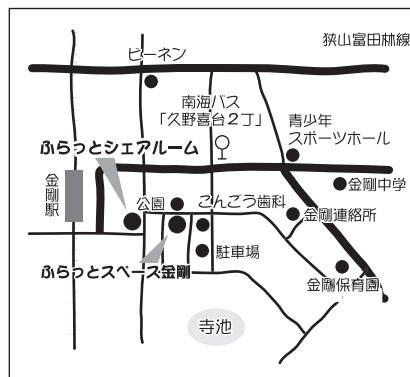 狭山富田林線
ビーネン
南海バス
「久野喜台2丁」
青少年
スポーツホール
ふらっとシェアルーム
金剛駅
公園
こんごう歯科
金剛中学
金剛連絡所
ふらっとスペース金剛
駐車場
金剛保育園
寺池